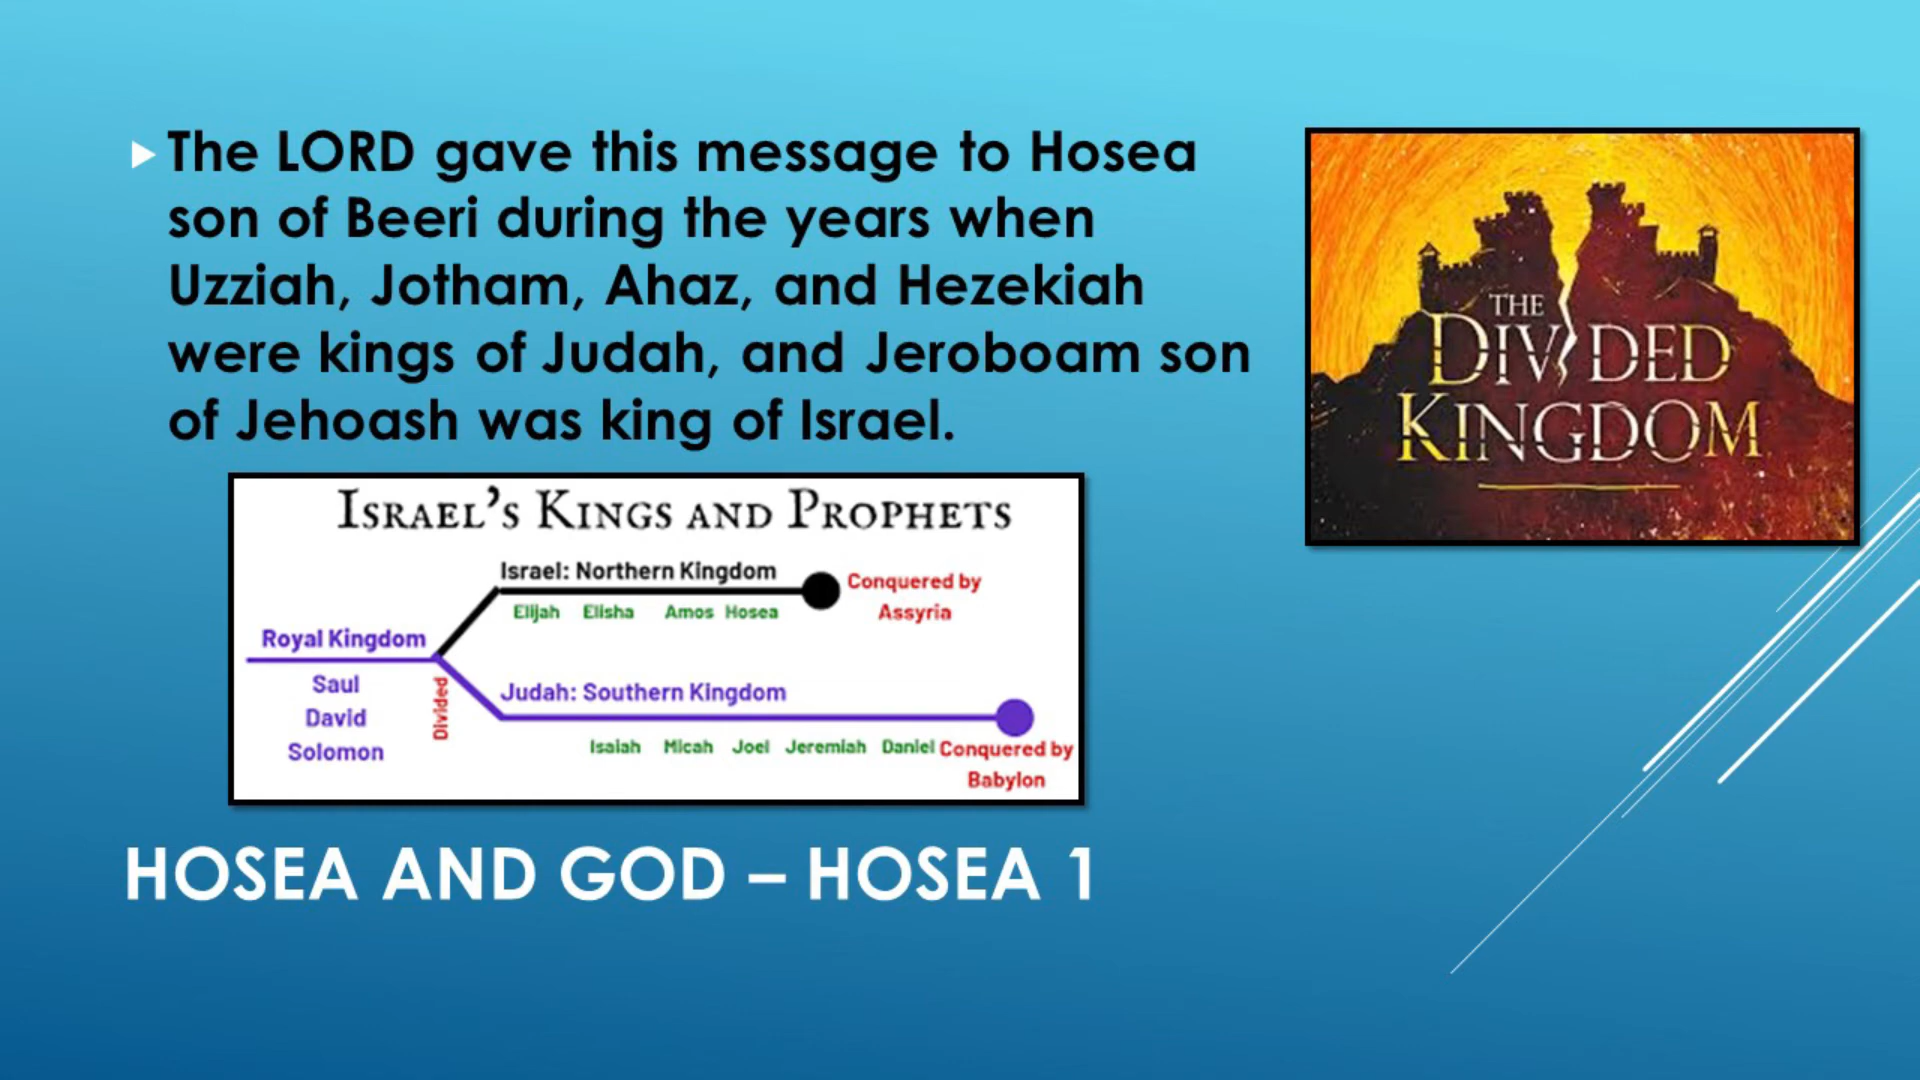 The LORD gave this message to Hosea
son of Beeri during the years when
Uzziah, Jotham, Ahaz, and Hezekiah
were kings of Judah, and Jeroboam son
of Jehoash was king of Israel.
THE
DIVIDED
KINGDOM
ISRAEL'S KINGS AND PROPHETS
Israel: Northern Kingdom
Elijah Elisha Amos Hosea
Conquered by
Assyria
Royal Kingdom
Saul
David
Solomon
Divided
Judah: Southern Kingdom
Isaiah Micah Joel Jeremiah Daniel
Conquered by
Babylon
HOSEA AND GOD – HOSEA 1